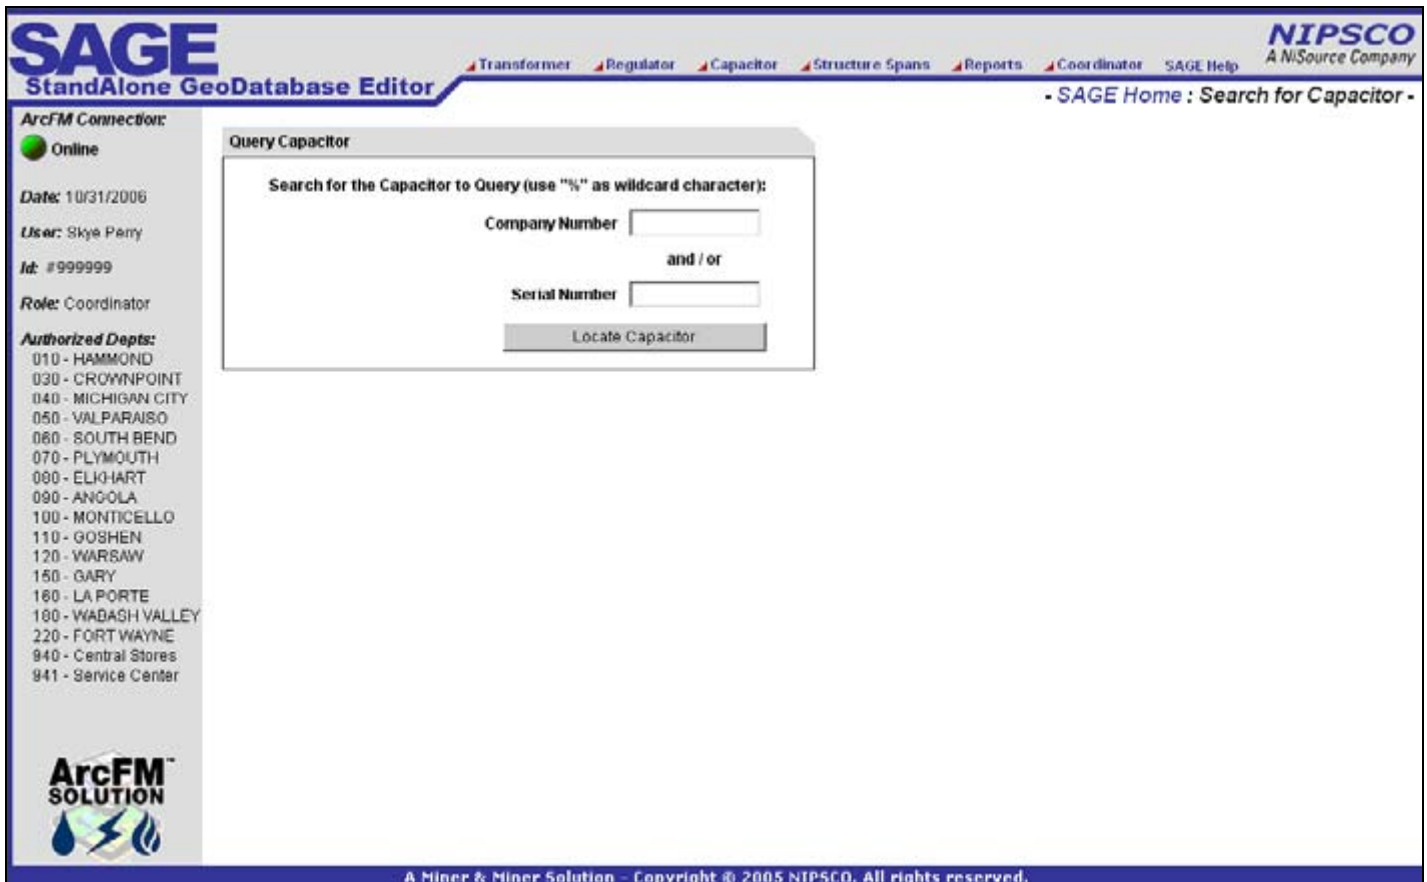 SAGE
StandAlone GeoDatabase Editor
Transformer Regulator Capacitor Structure Spans Reports Coordinator SAGE Help
NIPSCO
A NiSource Company
- SAGE Home : Search for Capacitor -
ArcFM Connection:
Online
Date: 10/31/2006
User: Skye Perry
Id: #999999
Role: Coordinator
Authorized Depts:
010 - HAMMOND
030 - CROWNPOINT
040 - MICHIGAN CITY
050 - VALPARAISO
060 - SOUTH BEND
070 - PLYMOUTH
080 - ELKHART
090 - ANGOLA
100 - MONTICELLO
110 - GOSHEN
120 - WARSAW
150 - GARY
160 - LA PORTE
180 - WABASH VALLEY
220 - FORT WAYNE
940 - Central Stores
941 - Service Center
Query Capacitor
Search for the Capacitor to Query (use "%" as wildcard character):
Company Number
and / or
Serial Number
Locate Capacitor
ArcFM™
SOLUTION
A Miner & Miner Solution - Copyright © 2005 NIPSCO. All rights reserved.